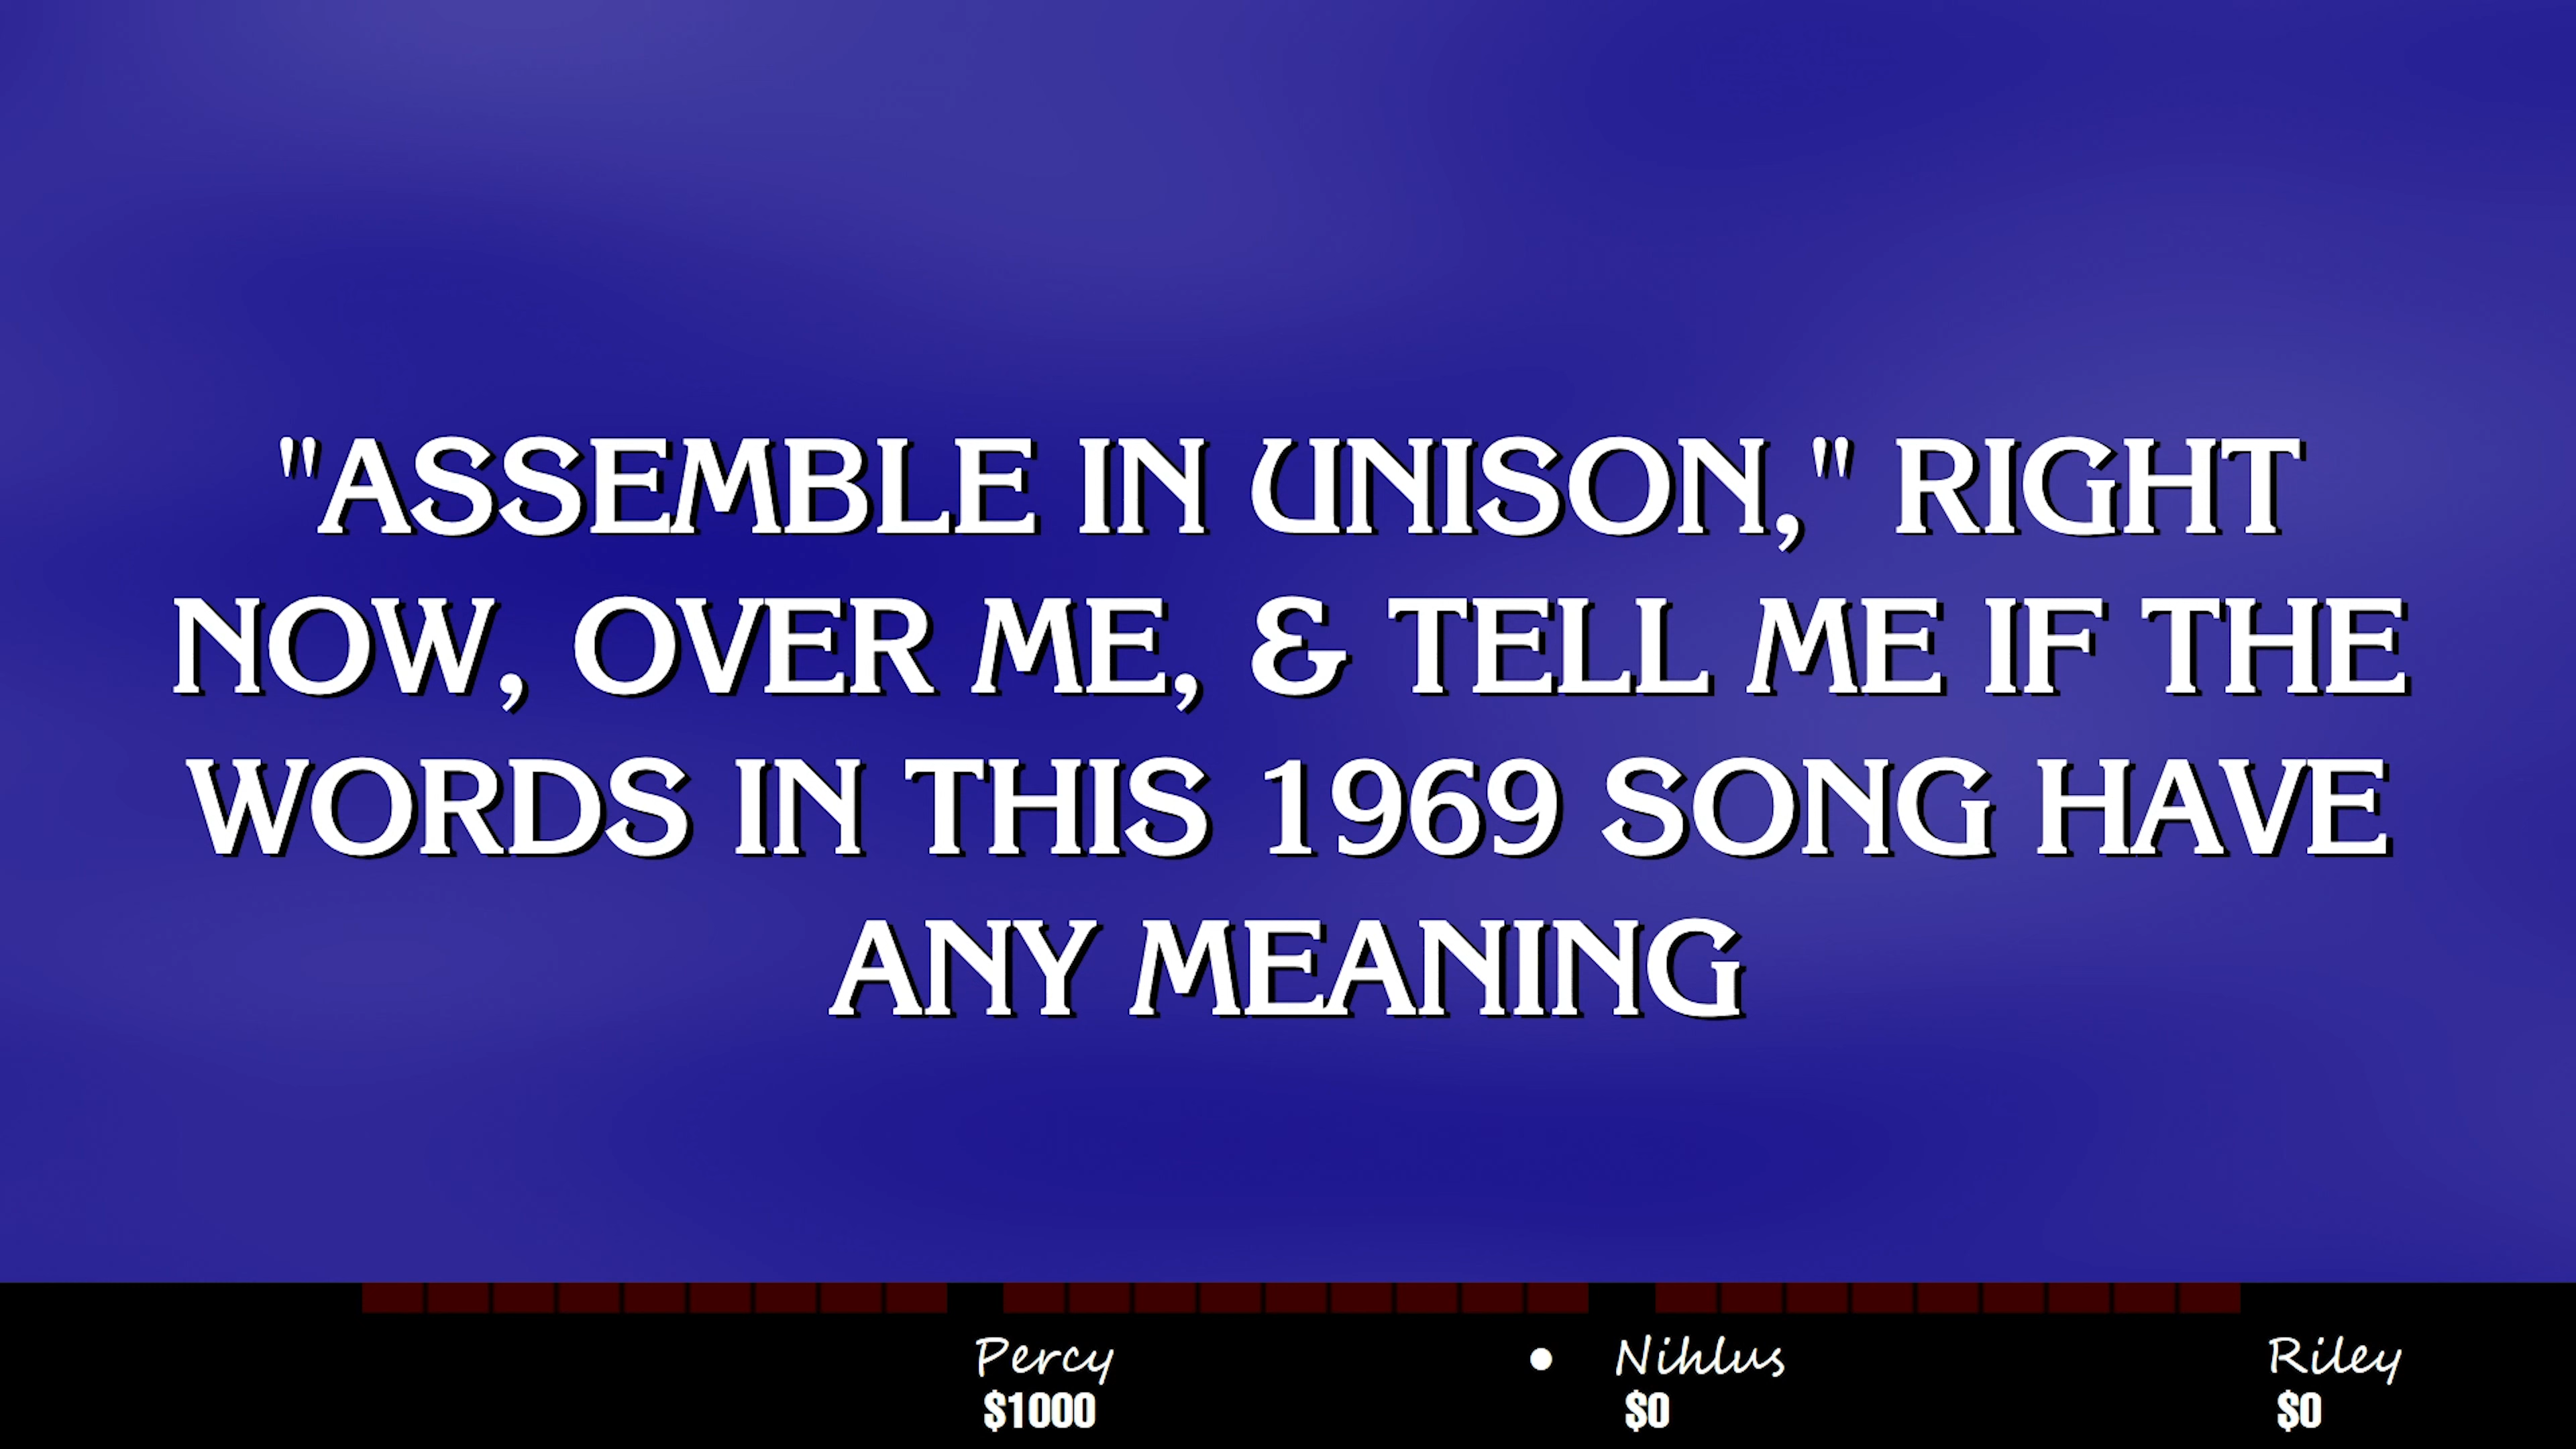 "ASSEMBLE IN UNISON," RIGHT
NOW, OVER ME, & TELL ME IF THE
WORDS IN THIS 1969 SONG HAVE
ANY MEANING
Percy
$1000
Nihlus
$0
Riley
$0